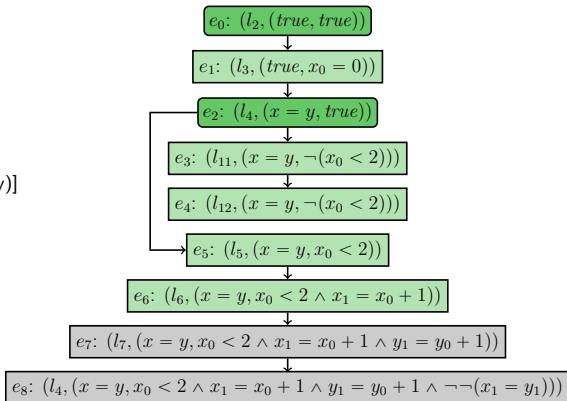 e₀: (l₂, (true, true))
e₁: (l₃, (true, x₀ = 0))
e₂: (l₄, (x = y, true))
e₃: (l₁₁, (x = y, ¬(x₀ < 2)))
)]
e₄: (l₁₂, (x = y, ¬(x₀ < 2)))
e₅: (l₅, (x = y, x₀ < 2))
e₆: (l₆, (x = y, x₀ < 2 ∧ x₁ = x₀ + 1))
e₇: (l₇, (x = y, x₀ < 2 ∧ x₁ = x₀ + 1 ∧ y₁ = y₀ + 1))
e₈: (l₄, (x = y, x₀ < 2 ∧ x₁ = x₀ + 1 ∧ y₁ = y₀ + 1 ∧ ¬¬(x₁ = y₁)))